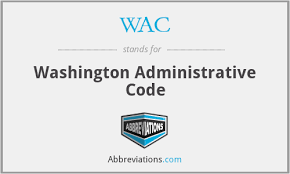 WAC
stands for
Washington Administrative
Code
ABBREVIATIONS
Abbreviations.com